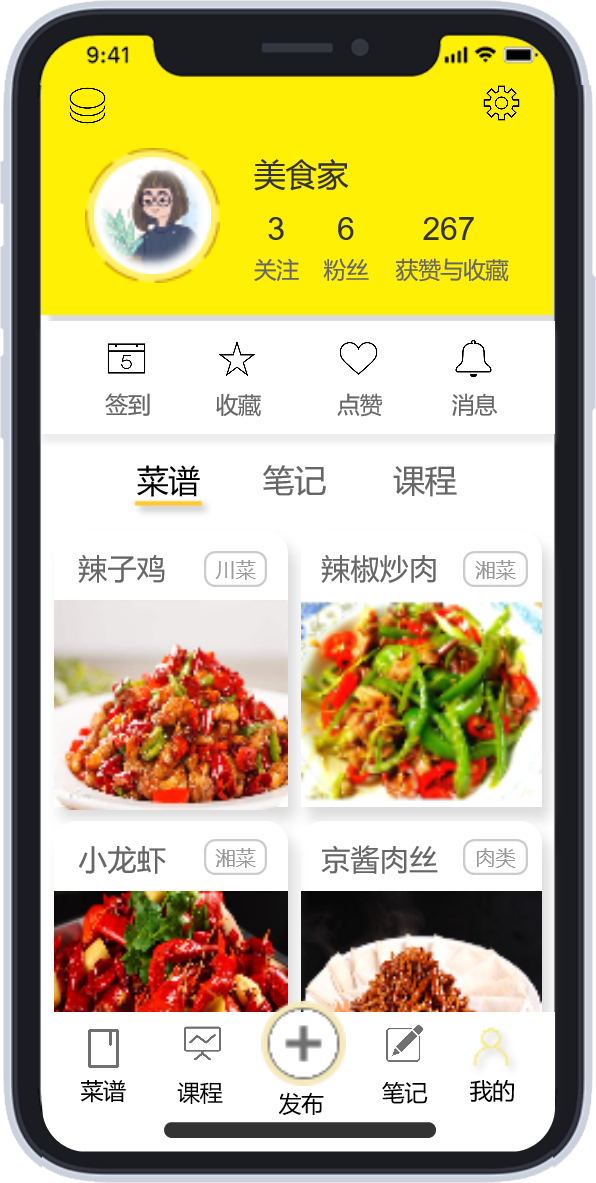 9:41
美食家
3 6 267
关注 粉丝 获赞与收藏
5
签到 收藏 点赞 消息
菜谱 笔记 课程
辣子鸡 川菜
辣椒炒肉 湘菜
小龙虾 湘菜
京酱肉丝 肉类
菜谱 课程 发布 笔记 我的